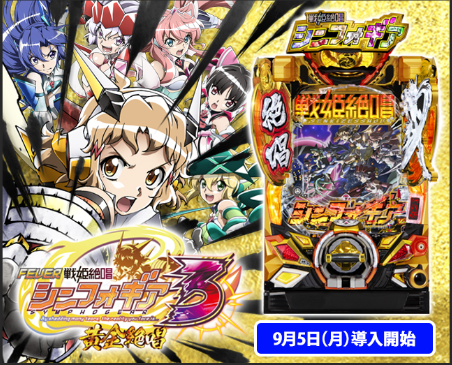 戦姫絶唱
シンフォギア
絶唱
戦姫絶唱
シンフォギア
FEVER 戦姫絶唱
シンフォギア3
SYMPHOGEAR
黄金絶唱
9月5日(月)導入開始